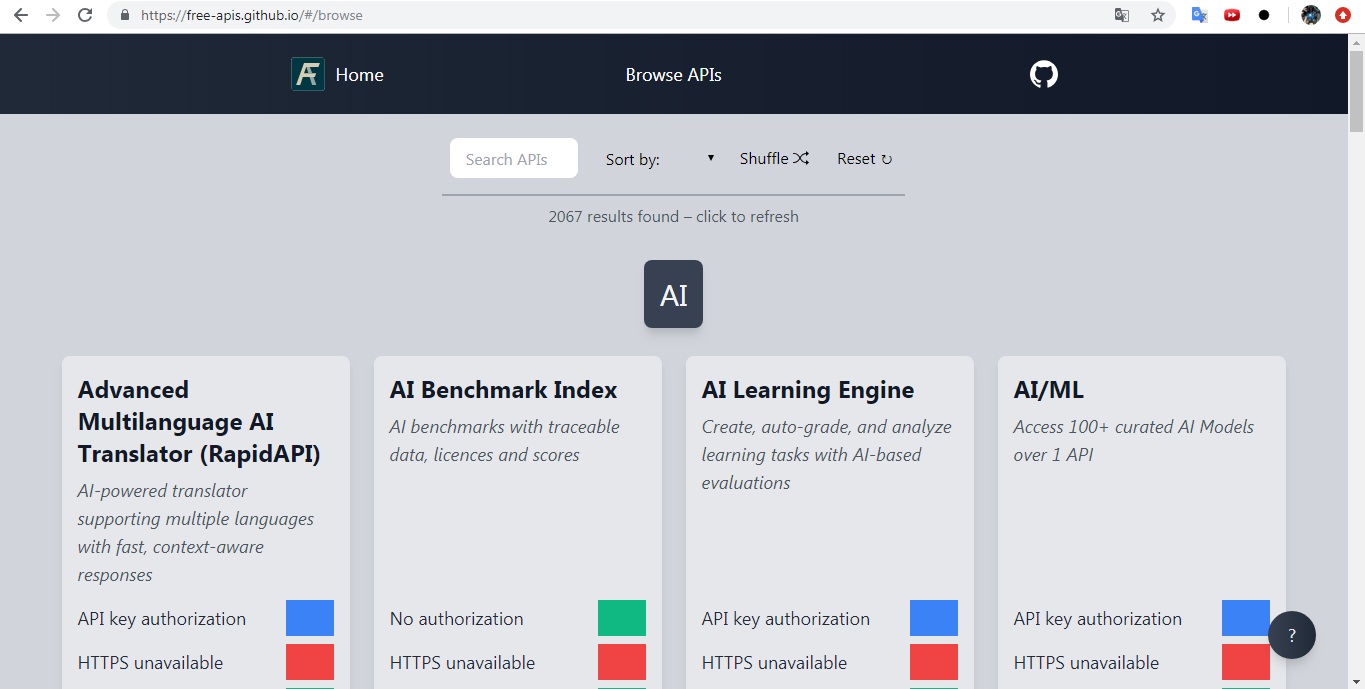 https://free-apis.github.io/#/browse
Home
Browse APIs
Search APIs
Sort by:
Shuffle
Reset
2067 results found – click to refresh
AI
Advanced
Multilanguage AI
Translator (RapidAPI)
AI-powered translator
supporting multiple languages
with fast, context-aware
responses
API key authorization
HTTPS unavailable
AI Benchmark Index
AI benchmarks with traceable
data, licences and scores
No authorization
HTTPS unavailable
AI Learning Engine
Create, auto-grade, and analyze
learning tasks with AI-based
evaluations
API key authorization
HTTPS unavailable
AI/ML
Access 100+ curated AI Models
over 1 API
API key authorization
HTTPS unavailable
?